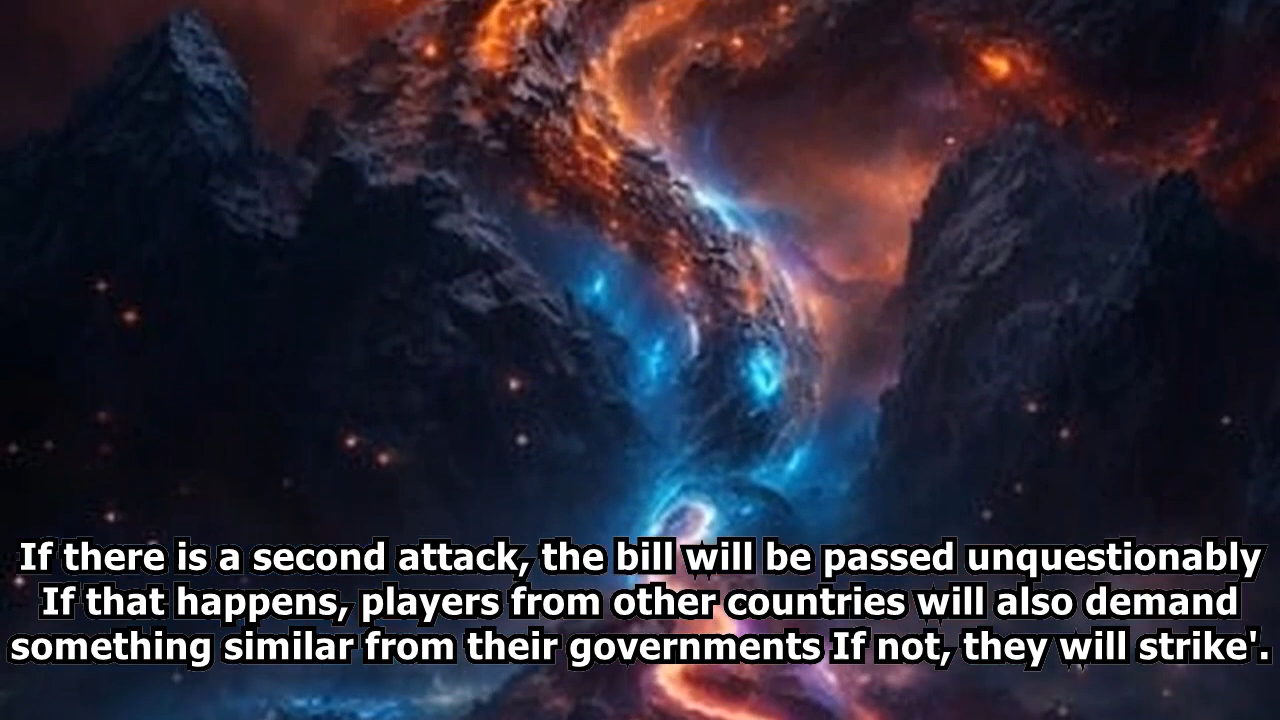 If there is a second attack, the bill will be passed unquestionably
If that happens, players from other countries will also demand
something similar from their governments If not, they will strike'.